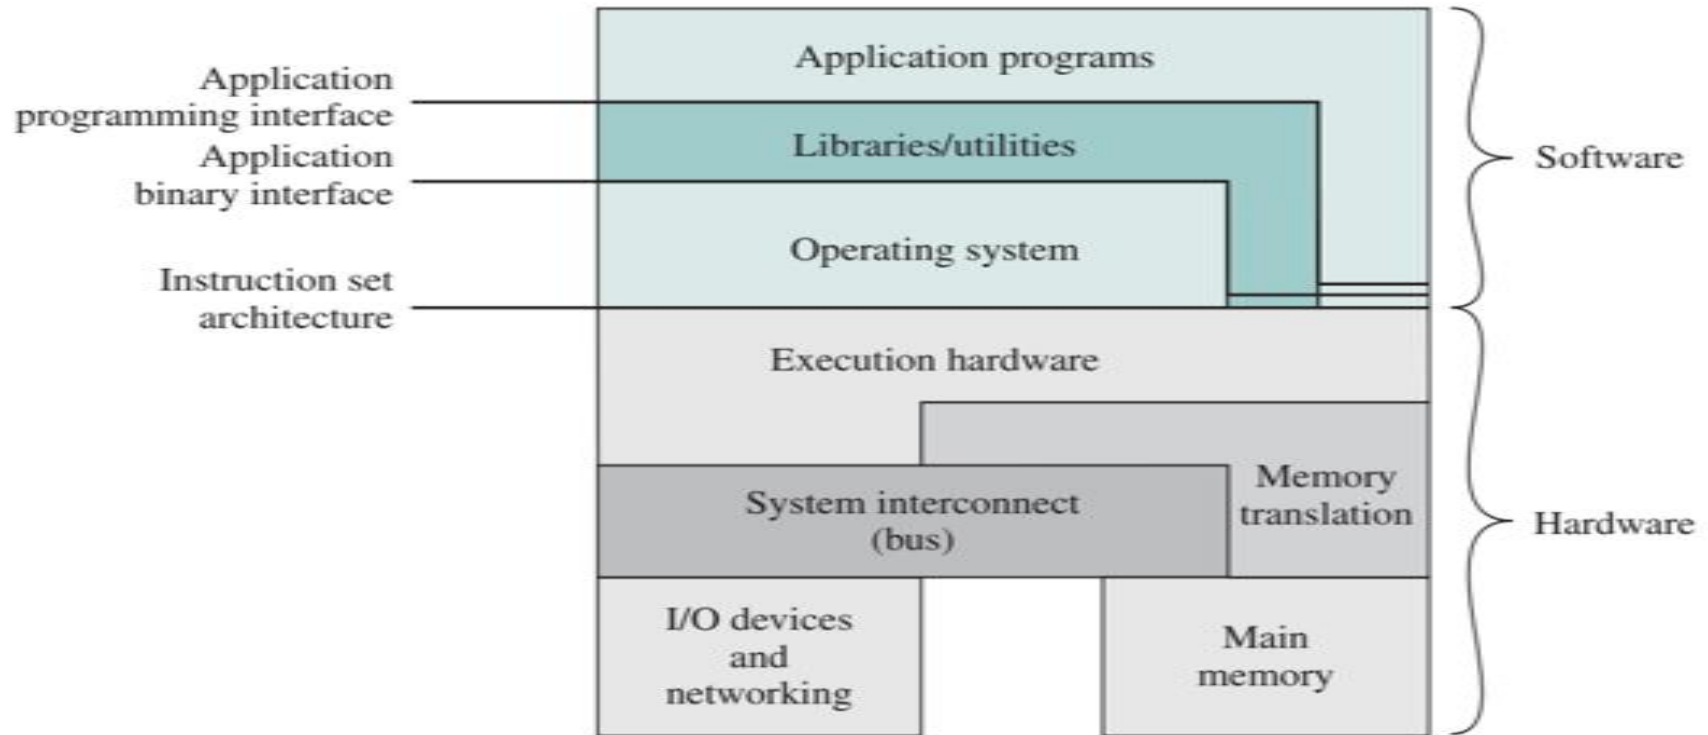 Application programs
Application
programming interface
Libraries/utilities
Application
binary interface
Software
Operating system
Instruction set
architecture
Execution hardware
Memory
translation
System interconnect
(bus)
Hardware
I/O devices
and
networking
Main
memory